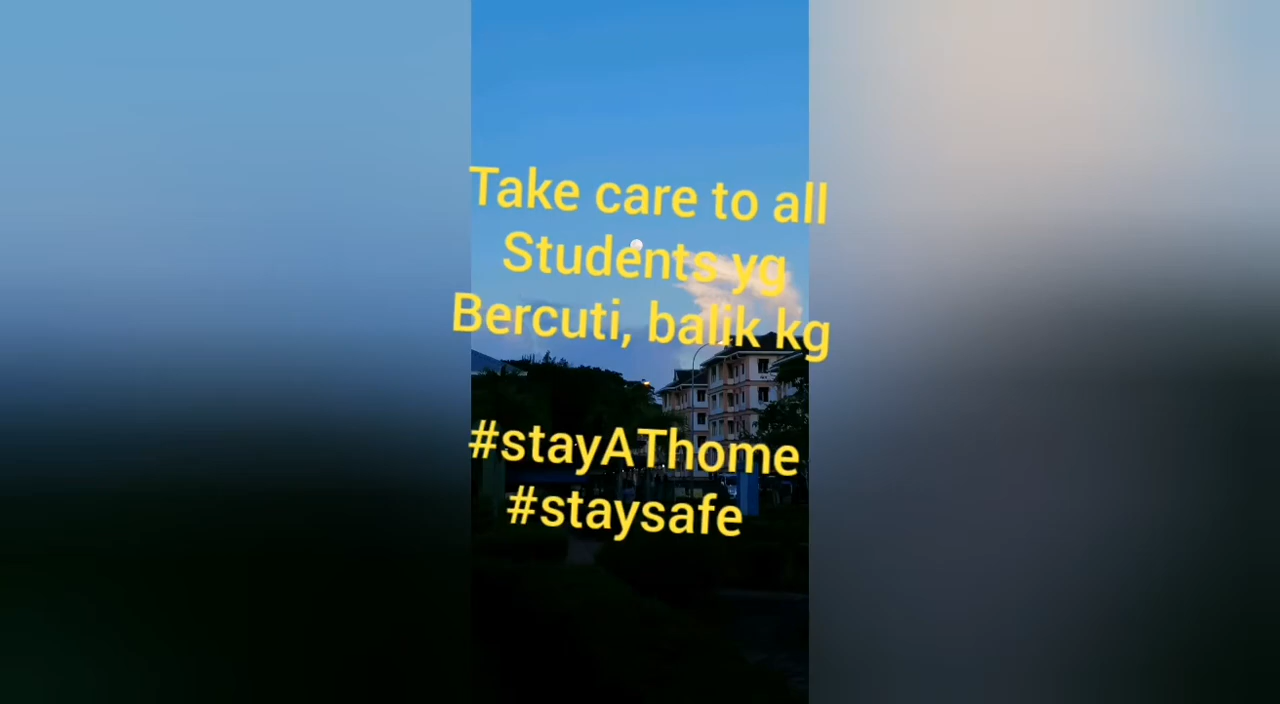 Take care to all
Students yg
Bercuti, balik kg
#stayAThome
#staysafe